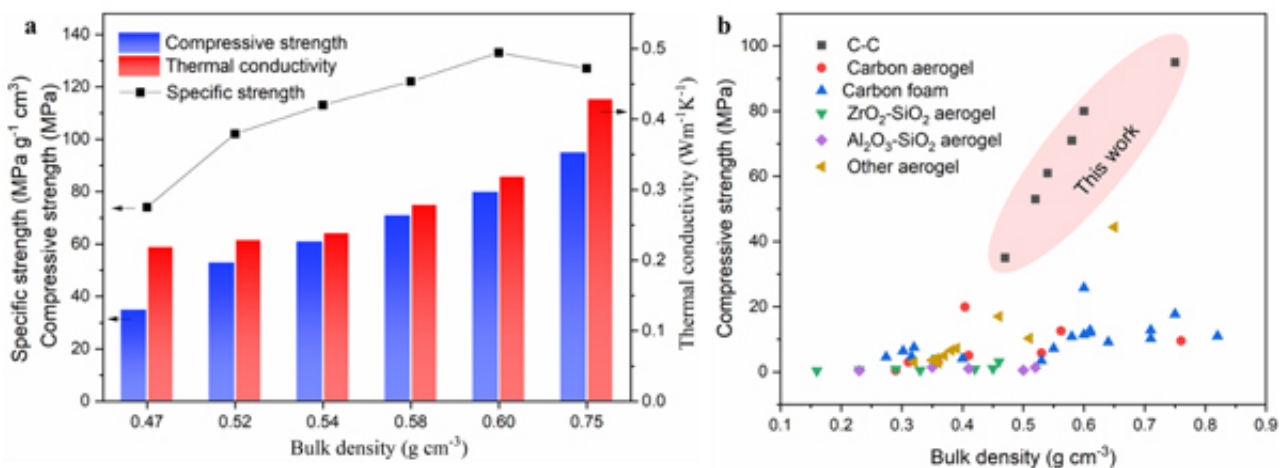 a
Compressive strength
Thermal conductivity
Specific strength
Specific strength (MPa g⁻¹ cm³)
Compressive strength (MPa)
140
120
100
80
60
40
20
0
0.47 0.52 0.54 0.58 0.60 0.75
Bulk density (g cm⁻³)
0.5
0.4
0.3
0.2
0.1
0.0
Thermal conductivity (Wm⁻¹K⁻¹)
b
C-C
Carbon aerogel
Carbon foam
ZrO₂-SiO₂ aerogel
Al₂O₃-SiO₂ aerogel
Other aerogel
This work
Compressive strength (MPa)
100
80
60
40
20
0
0.1 0.2 0.3 0.4 0.5 0.6 0.7 0.8 0.9
Bulk density (g cm⁻³)